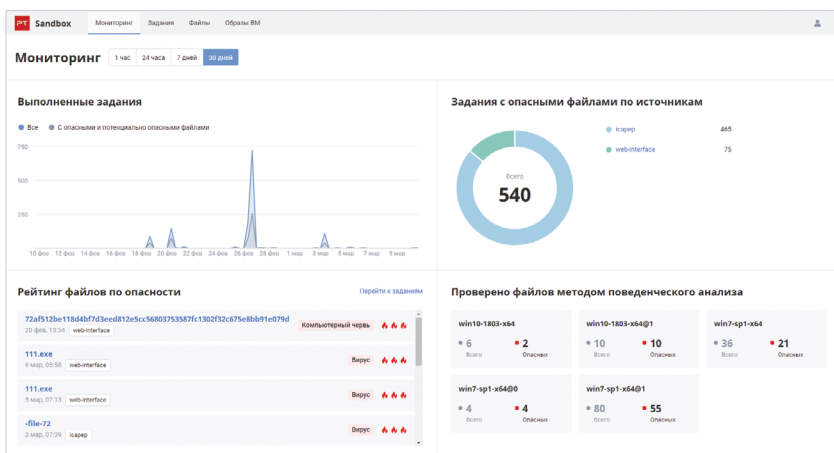 PT Sandbox Мониторинг Задания Файлы Образы ВМ
Мониторинг 1 час 24 часа 7 дней 30 дней
Выполненные задания
Все С опасными и потенциально опасными файлами
750
500
250
10 фев 12 фев 14 фев 16 фев 18 фев 20 фев 22 фев 24 фев 26 фев 28 фев 1 мар 3 мар 5 мар 7 мар 9 мар
Задания с опасными файлами по источникам
Всего
540
icapep 465
web-interface 75
Рейтинг файлов по опасности Перейти к заданиям
72af512be118d4bf7d3eed812e5cc56803753587fc1302f32c675e8bb91e079d
20 фев, 13:54 web-interface
Компьютерный червь
111.exe
6 мар, 05:58 web-interface
Вирус
111.exe
5 мар, 07:13 web-interface
Вирус
-file-72
3 мар, 07:39 icapep
Вирус
Проверено файлов методом поведенческого анализа
win10-1803-x64
6 2
Всего Опасных
win10-1803-x64@1
10 10
Всего Опасных
win7-sp1-x64
36 21
Всего Опасных
win7-sp1-x64@0
4 4
Всего Опасных
win7-sp1-x64@1
80 55
Всего Опасных